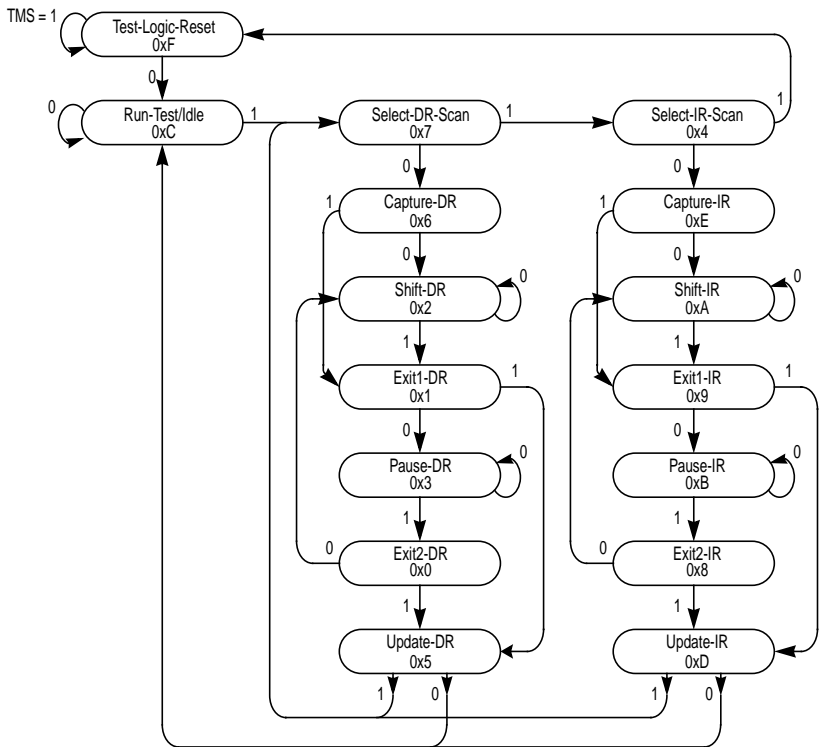 TMS = 1
Test-Logic-Reset
0xF
0
1
0
Run-Test/Idle
0xC
1
Select-DR-Scan
0x7
1
Select-IR-Scan
0x4
0
0
1
Capture-DR
0x6
1
Capture-IR
0xE
0
0
Shift-DR
0x2
0
Shift-IR
0xA
0
1
1
Exit1-DR
0x1
1
Exit1-IR
0x9
1
0
0
Pause-DR
0x3
0
Pause-IR
0xB
0
1
1
0
Exit2-DR
0x0
0
Exit2-IR
0x8
1
1
Update-DR
0x5
Update-IR
0xD
1
0
1
0